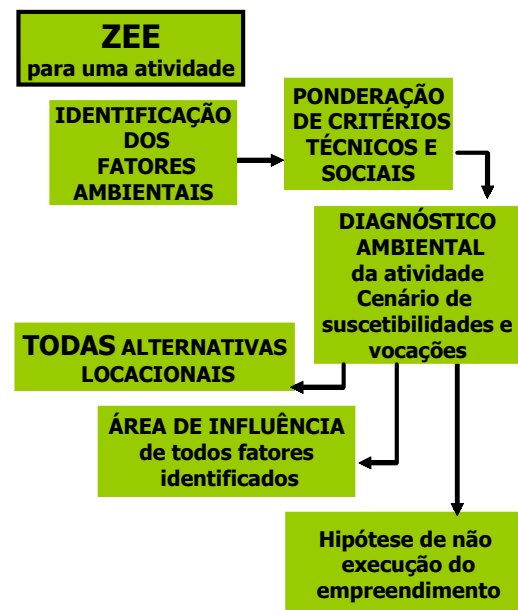 ZEE
para uma atividade
IDENTIFICAÇÃO
DOS
FATORES
AMBIENTAIS
PONDERAÇÃO
DE CRITÉRIOS
TÉCNICOS E
SOCIAIS
DIAGNÓSTICO
AMBIENTAL
da atividade
Cenário de
suscetibilidades e
vocações
TODAS ALTERNATIVAS
LOCACIONAIS
ÁREA DE INFLUÊNCIA
de todos fatores
identificados
Hipótese de não
execução do
empreendimento